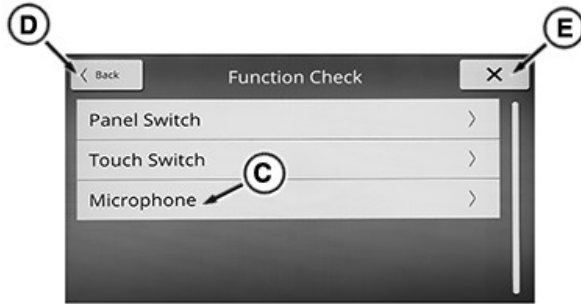 D
E
Back
Function Check
Panel Switch
Touch Switch
C
Microphone